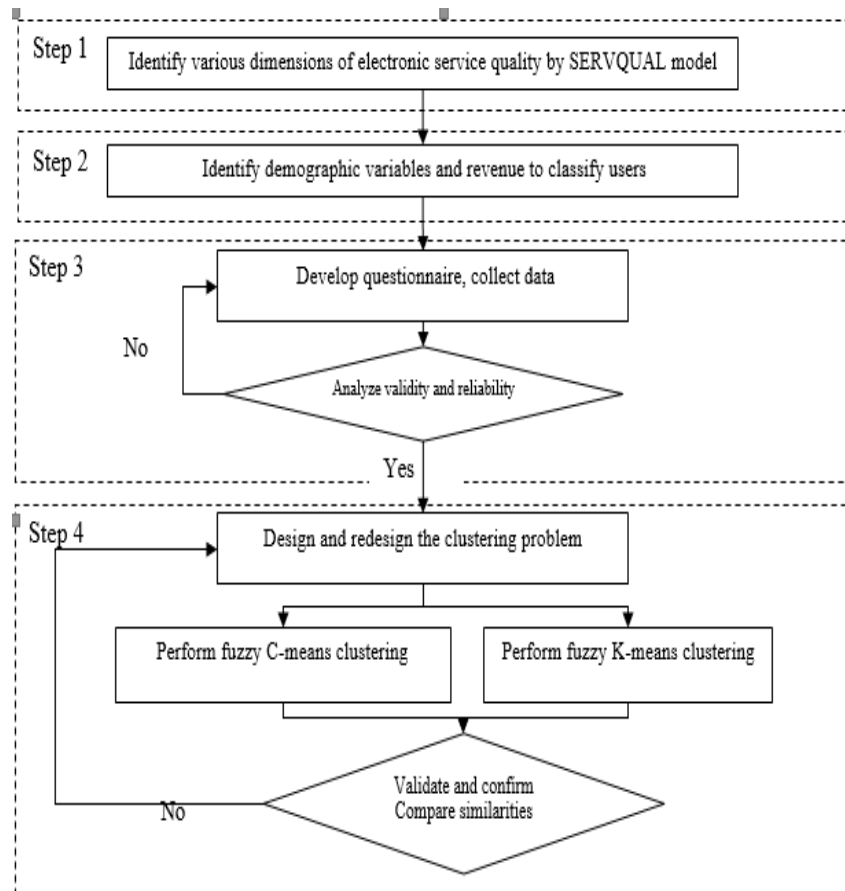 Step 1
Identify various dimensions of electronic service quality by SERVQUAL model
Step 2
Identify demographic variables and revenue to classify users
Step 3
Develop questionnaire, collect data
No
Analyze validity and reliability
Yes
Step 4
Design and redesign the clustering problem
Perform fuzzy C-means clustering
Perform fuzzy K-means clustering
Validate and confirm
Compare similarities
No